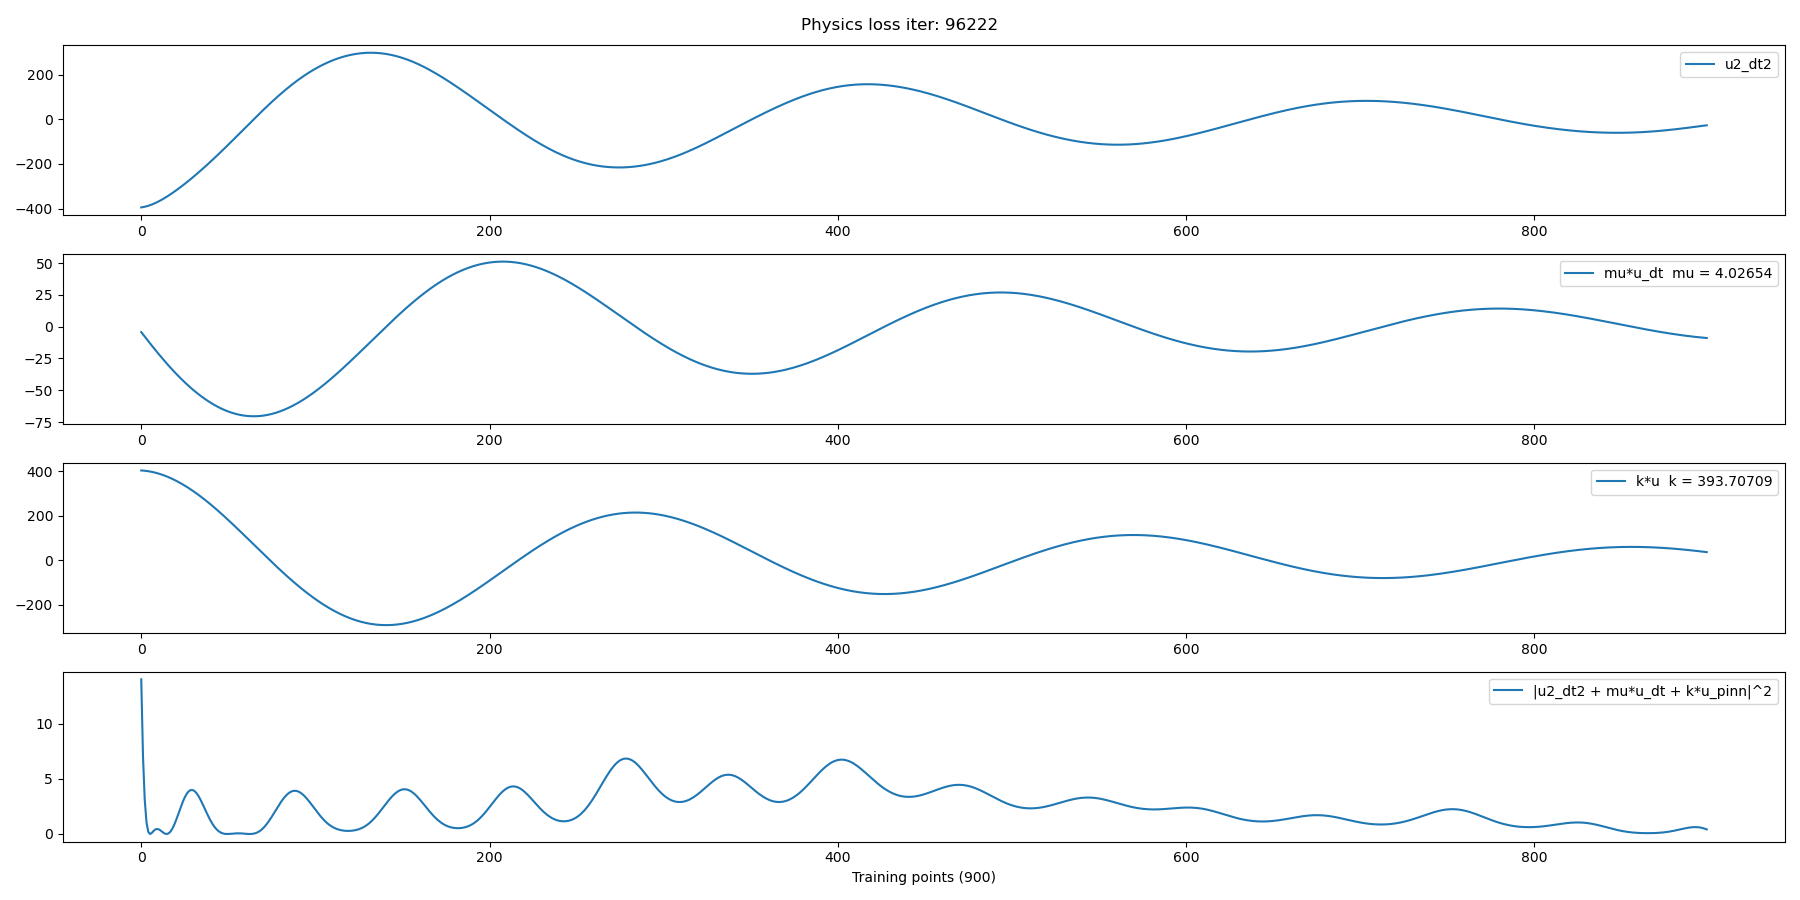 Physics loss iter: 96222
u2_dt2
200
0
−200
−400
0 200 400 600 800
mu*u_dt mu = 4.02654
50
25
0
−25
−50
−75
0 200 400 600 800
k*u k = 393.70709
400
200
0
−200
0 200 400 600 800
|u2_dt2 + mu*u_dt + k*u_pinn|^2
10
5
0
0 200 400 600 800
Training points (900)